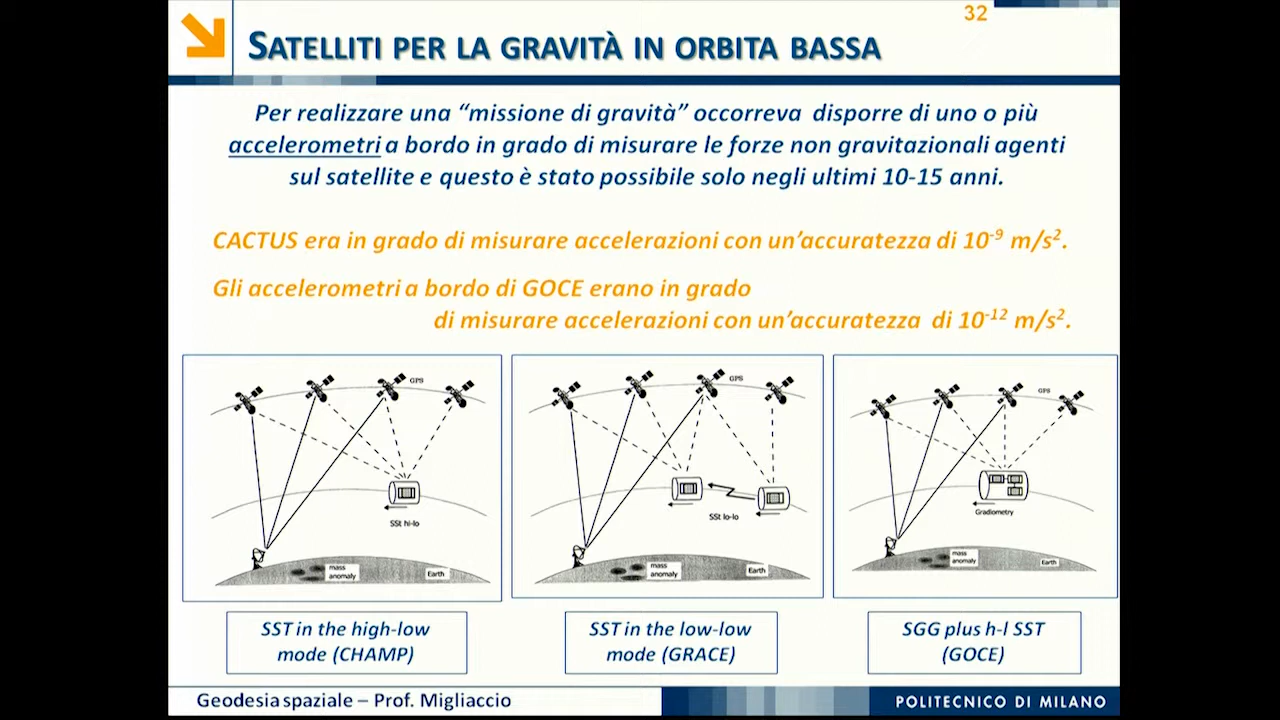 32
SATELLITI PER LA GRAVITÀ IN ORBITA BASSA
Per realizzare una “missione di gravità” occorreva disporre di uno o più
accelerometri a bordo in grado di misurare le forze non gravitazionali agenti
sul satellite e questo è stato possibile solo negli ultimi 10-15 anni.
CACTUS era in grado di misurare accelerazioni con un’accuratezza di 10⁻⁹ m/s².
Gli accelerometri a bordo di GOCE erano in grado
di misurare accelerazioni con un’accuratezza di 10⁻¹² m/s².
GPS
SSt hi-lo
mass
anomaly
Earth
SST in the high-low
mode (CHAMP)
GPS
SSt lo-lo
mass
anomaly
Earth
SST in the low-low
mode (GRACE)
GPS
Gradiometry
mass
anomaly
Earth
SGG plus h-l SST
(GOCE)
Geodesia spaziale – Prof. Migliaccio
POLITECNICO DI MILANO